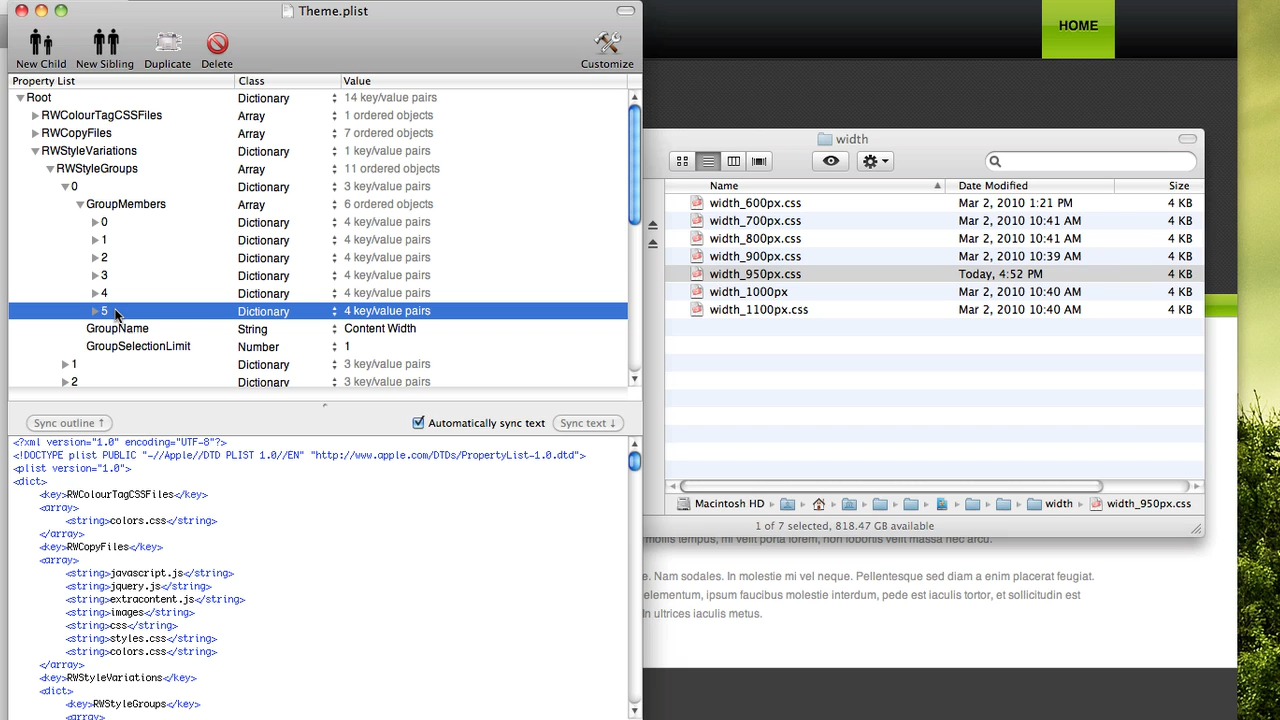 Theme.plist
New Child New Sibling Duplicate Delete Customize
Property List Class Value
Root Dictionary 14 key/value pairs
RWColourTagCSSFiles Array 1 ordered objects
RWCopyFiles Array 7 ordered objects
RWStyleVariations Dictionary 1 key/value pairs
RWStyleGroups Array 11 ordered objects
0 Dictionary 3 key/value pairs
GroupMembers Array 6 ordered objects
0 Dictionary 4 key/value pairs
1 Dictionary 4 key/value pairs
2 Dictionary 4 key/value pairs
3 Dictionary 4 key/value pairs
4 Dictionary 4 key/value pairs
5 Dictionary 4 key/value pairs
GroupName String Content Width
GroupSelectionLimit Number 1
1 Dictionary 3 key/value pairs
2 Dictionary 3 key/value pairs
Sync outline ↑ Automatically sync text Sync text ↓
<?xml version="1.0" encoding="UTF-8"?>
<!DOCTYPE plist PUBLIC "-//Apple//DTD PLIST 1.0//EN" "http://www.apple.com/DTDs/PropertyList-1.0.dtd">
<plist version="1.0">
<dict>
<key>RWColourTagCSSFiles</key>
<array>
<string>colors.css</string>
</array>
<key>RWCopyFiles</key>
<array>
<string>javascript.js</string>
<string>jquery.js</string>
<string>extracontent.js</string>
<string>images</string>
<string>css</string>
<string>styles.css</string>
<string>colors.css</string>
</array>
<key>RWStyleVariations</key>
<dict>
<key>RWStyleGroups</key>
<array>
HOME
width
Name Date Modified Size
width_600px.css Mar 2, 2010 1:21 PM 4 KB
width_700px.css Mar 2, 2010 10:41 AM 4 KB
width_800px.css Mar 2, 2010 10:41 AM 4 KB
width_900px.css Mar 2, 2010 10:39 AM 4 KB
width_950px.css Today, 4:52 PM 4 KB
width_1000px Mar 2, 2010 10:40 AM 4 KB
width_1100px.css Mar 2, 2010 10:40 AM 4 KB
Macintosh HD width width_950px.css
1 of 7 selected, 818.47 GB available
mollis tempus, mi velit porta lorem, non lobortis velit massa nec arcu.
e. Nam sodales. In molestie mi vel neque. Pellentesque sed diam a enim placerat feugiat.
elementum, ipsum faucibus molestie interdum, pede est iaculis tortor, et sollicitudin est
In ultrices iaculis metus.